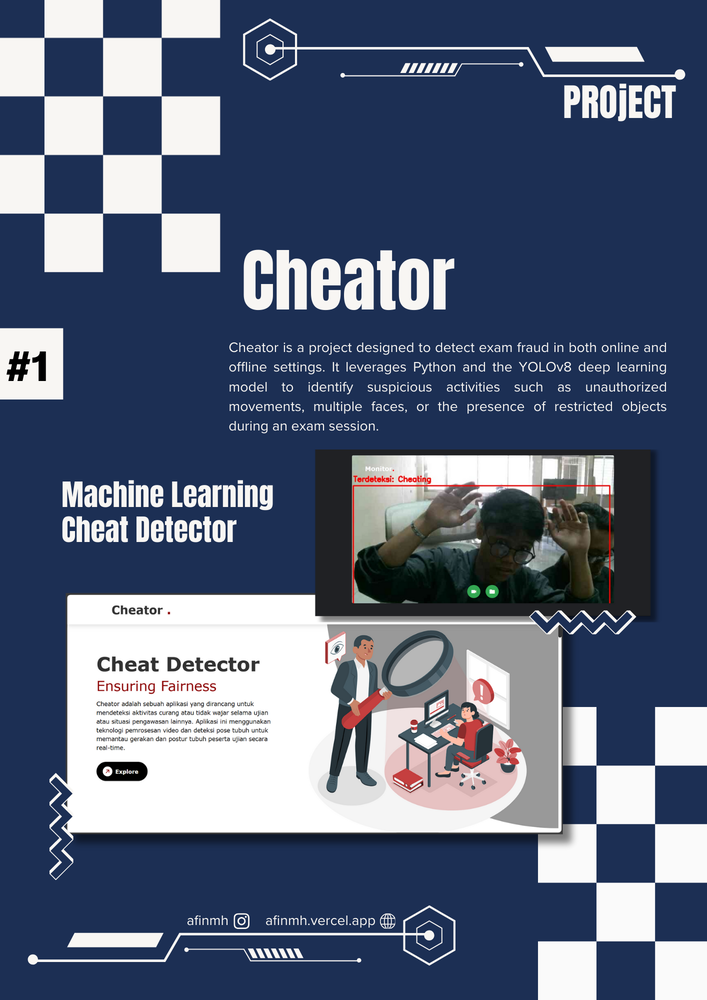 PROjECT
Cheator
#1
Cheator is a project designed to detect exam fraud in both online and
offline settings. It leverages Python and the YOLOv8 deep learning
model to identify suspicious activities such as unauthorized
movements, multiple faces, or the presence of restricted objects
during an exam session.
Machine Learning
Cheat Detector
Monitor.
Terdeteksi: Cheating
Cheator .
Cheat Detector
Ensuring Fairness
Cheator adalah sebuah aplikasi yang dirancang untuk
mendeteksi aktivitas curang atau tidak wajar selama ujian
atau situasi pengawasan lainnya. Aplikasi ini menggunakan
teknologi pemrosesan video dan deteksi pose tubuh untuk
memantau gerakan dan postur tubuh peserta ujian secara
real-time.
Explore
afinmh afinmh.vercel.app